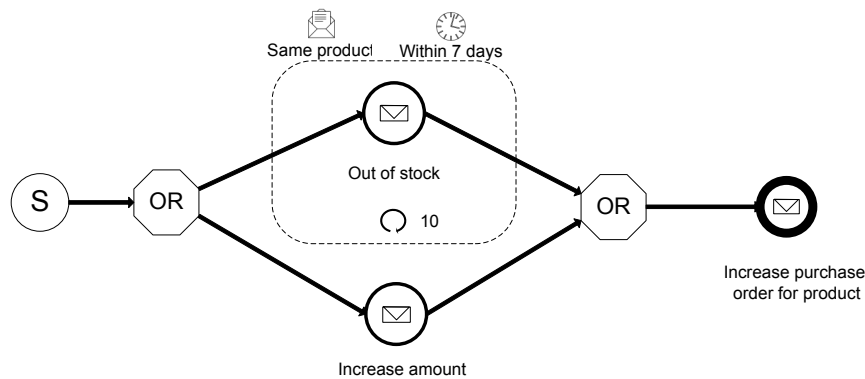 Same product
Within 7 days
S
OR
Out of stock
10
OR
Increase amount
Increase purchase
order for product